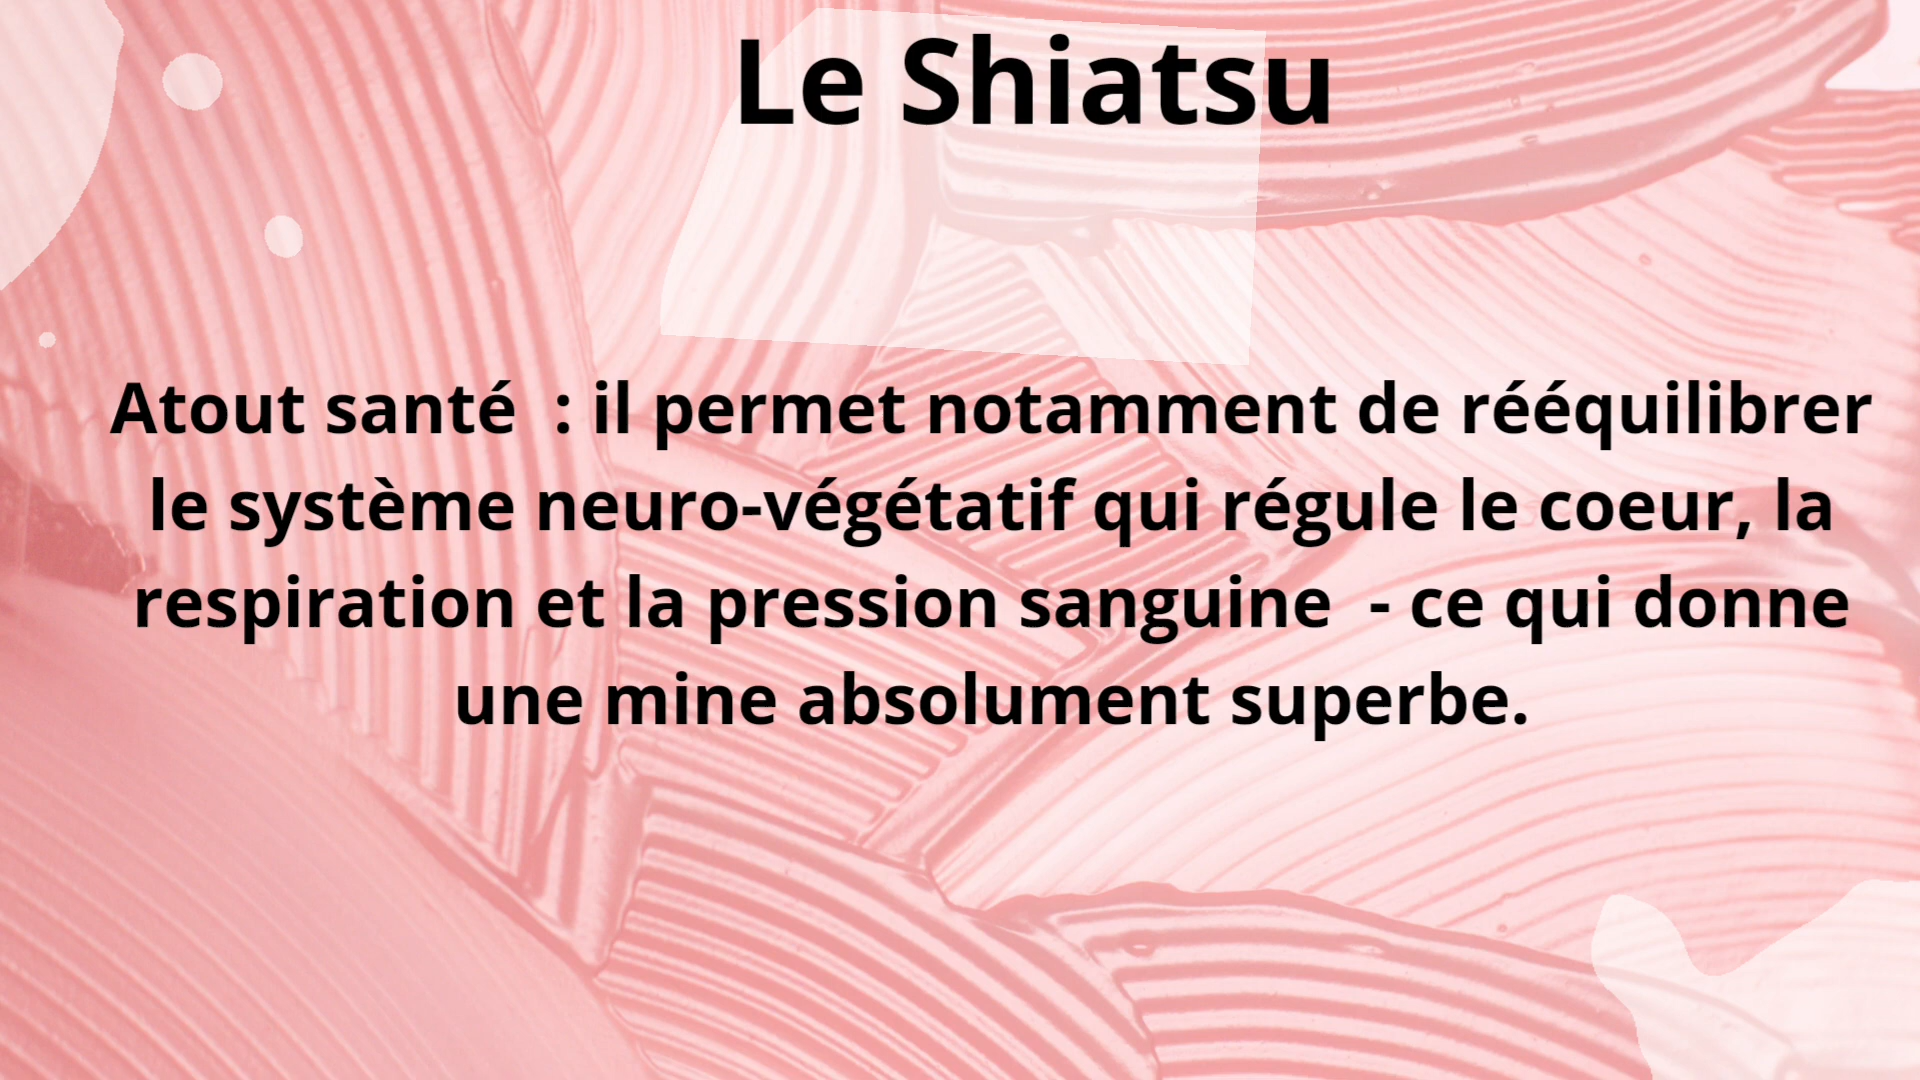 Le Shiatsu
Atout santé  : il permet notamment de rééquilibrer
le système neuro-végétatif qui régule le coeur, la
respiration et la pression sanguine  - ce qui donne
une mine absolument superbe.